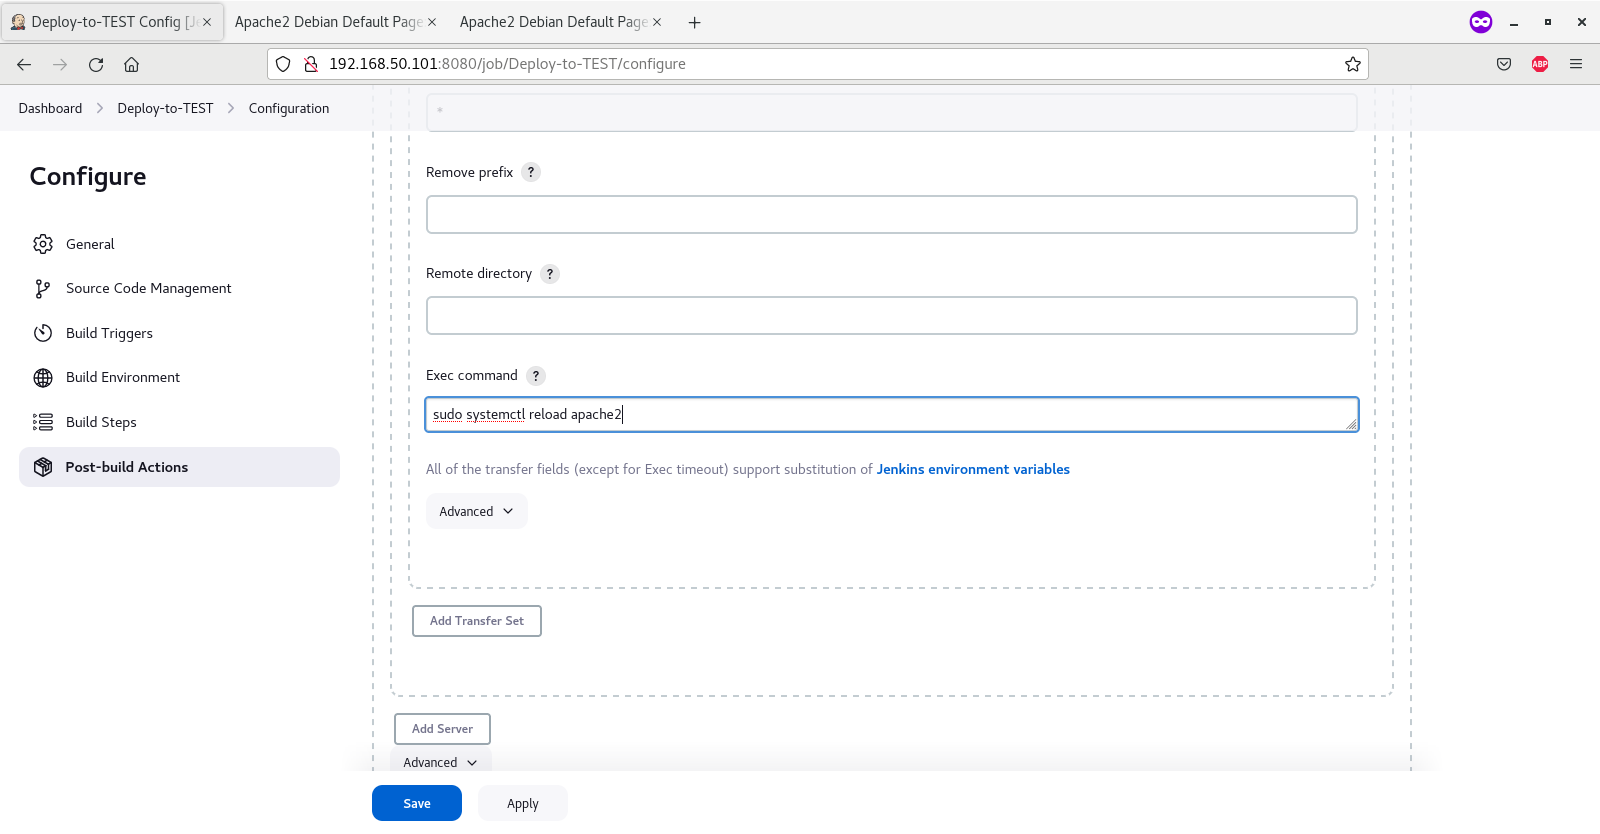 Deploy-to-TEST Config [Je
Apache2 Debian Default Page
Apache2 Debian Default Page
192.168.50.101:8080/job/Deploy-to-TEST/configure
ABP
Dashboard > Deploy-to-TEST > Configuration
*
Configure
General
Source Code Management
Build Triggers
Build Environment
Build Steps
Post-build Actions
Remove prefix ?
Remote directory ?
Exec command ?
sudo systemctl reload apache2
All of the transfer fields (except for Exec timeout) support substitution of Jenkins environment variables
Advanced
Add Transfer Set
Add Server
Advanced
Save
Apply